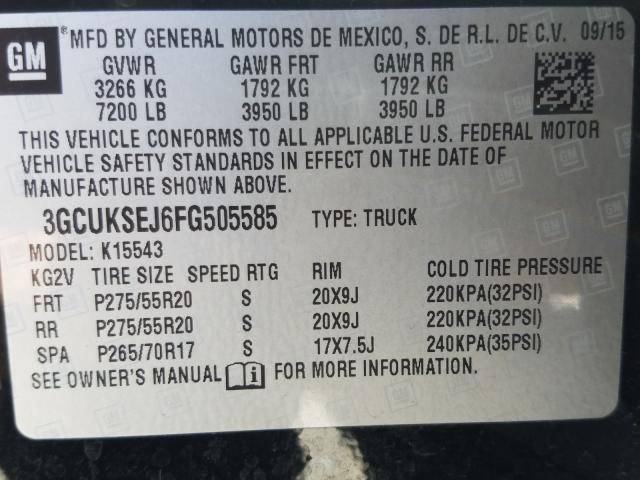 GM ® MFD BY GENERAL MOTORS DE MEXICO, S. DE R.L. DE C.V. 09/15
GVWR GAWR FRT GAWR RR
3266 KG 1792 KG 1792 KG
7200 LB 3950 LB 3950 LB
THIS VEHICLE CONFORMS TO ALL APPLICABLE U.S. FEDERAL MOTOR
VEHICLE SAFETY STANDARDS IN EFFECT ON THE DATE OF
MANUFACTURE SHOWN ABOVE.
3GCUKSEJ6FG505585 TYPE: TRUCK
MODEL: K15543
KG2V TIRE SIZE SPEED RTG RIM COLD TIRE PRESSURE
FRT P275/55R20 S 20X9J 220KPA(32PSI)
RR P275/55R20 S 20X9J 220KPA(32PSI)
SPA P265/70R17 S 17X7.5J 240KPA(35PSI)
SEE OWNER'S MANUAL i FOR MORE INFORMATION.